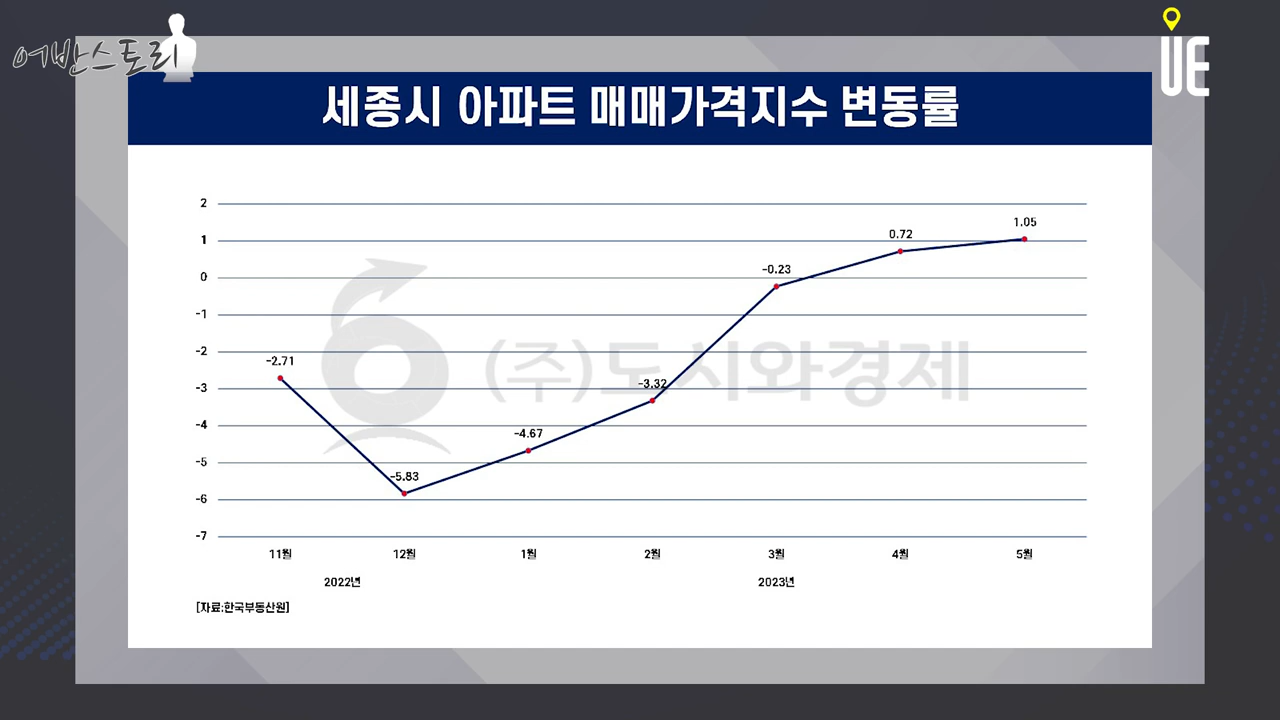 어반스토리
UE
세종시 아파트 매매가격지수 변동률
2
1
0
-1
-2
-3
-4
-5
-6
-7
-2.71
-5.83
-4.67
-3.32
-0.23
0.72
1.05
(주)도시와경제
11월 12월 1월 2월 3월 4월 5월
2022년 2023년
[자료:한국부동산원]